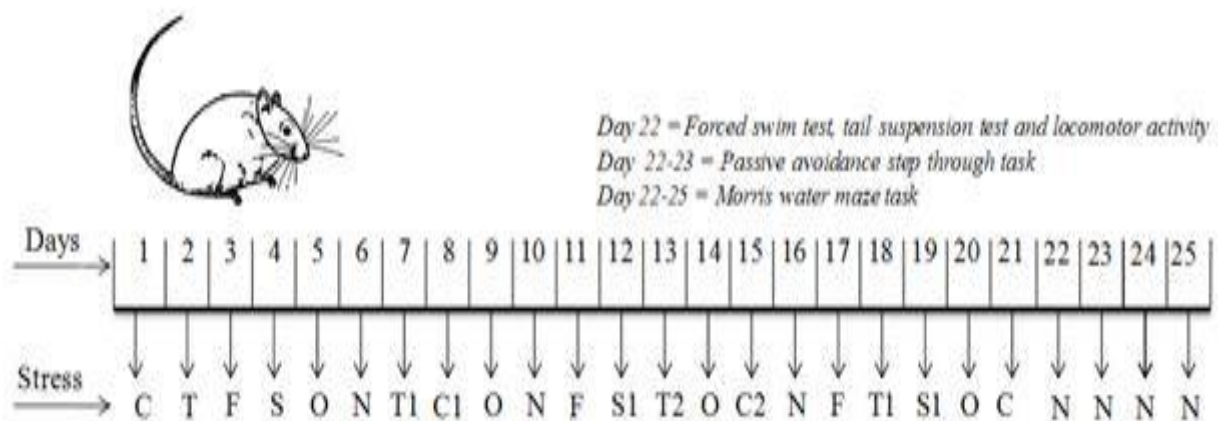 Day 22 = Forced swim test, tail suspension test and locomotor activity
Day 22-23 = Passive avoidance step through task
Day 22-25 = Morris water maze task
Days 1 2 3 4 5 6 7 8 9 10 11 12 13 14 15 16 17 18 19 20 21 22 23 24 25
Stress C T F S O N T1 C1 O N F S1 T2 O C2 N F T1 S1 O C N N N N